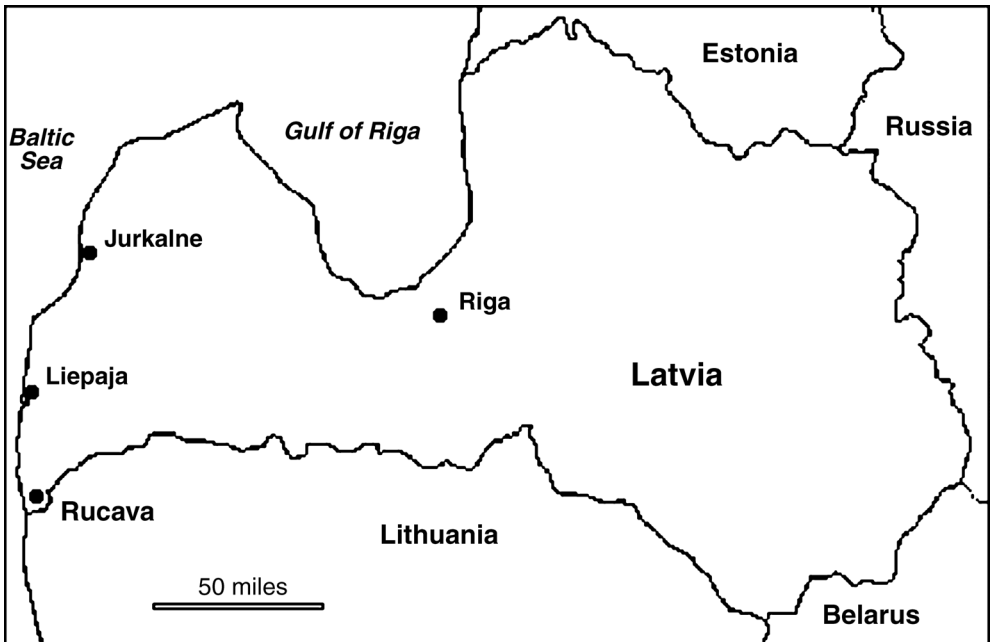 Estonia
Russia
Baltic
Sea
Gulf of Riga
Jurkalne
Riga
Liepaja
Latvia
Rucava
Lithuania
50 miles
Belarus